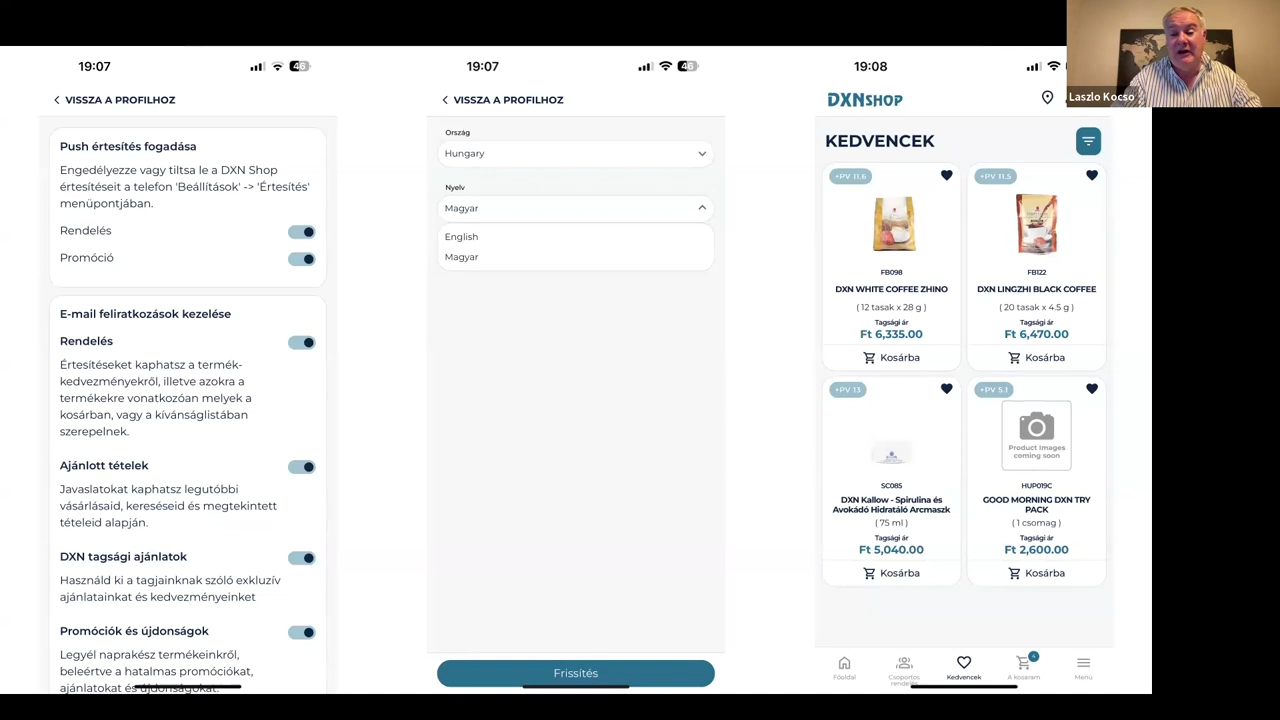 19:07
46
VISSZA A PROFILHOZ
Push értesítés fogadása
Engedélyezze vagy tiltsa le a DXN Shop
értesítéseit a telefon 'Beállítások' -> 'Értesítés'
menüpontjában.
Rendelés
Promóció
E-mail feliratkozások kezelése
Rendelés
Értesítéseket kaphatsz a termék-
kedvezményekről, illetve azokra a
termékekre vonatkozóan melyek a
kosárban, vagy a kívánságlistában
szerepelnek.
Ajánlott tételek
Javaslatokat kaphatsz legutóbbi
vásárlásaid, kereséseid és megtekintett
tételeid alapján.
DXN tagsági ajánlatok
Használd ki a tagjainknak szóló exkluzív
ajánlatainkat és kedvezményeinket
Promóciók és újdonságok
Legyél naprakész termékeinkről,
beleértve a hatalmas promóciókat,
ajánlatokat és újdonságokat.
19:07
46
VISSZA A PROFILHOZ
Ország
Hungary
Nyelv
Magyar
English
Magyar
Frissítés
19:08
DXNSHOP
KEDVENCEK
+PV 11.6
FB098
DXN WHITE COFFEE ZHINO
( 12 tasak x 28 g )
Tagsági ár
Ft 6,335.00
Kosárba
+PV 11.5
FB122
DXN LINGZHI BLACK COFFEE
( 20 tasak x 4.5 g )
Tagsági ár
Ft 6,470.00
Kosárba
+PV 13
SC085
DXN Kallow - Spirulina és
Avokádó Hidratáló Arcmaszk
( 75 ml )
Tagsági ár
Ft 5,040.00
Kosárba
+PV 5.1
Product Images
coming soon
HUP019C
GOOD MORNING DXN TRY
PACK
( 1 csomag )
Tagsági ár
Ft 2,600.00
Kosárba
Főoldal
Csoportos
rendelés
Kedvencek
4
A kosaram
Menü
Laszlo Kocso